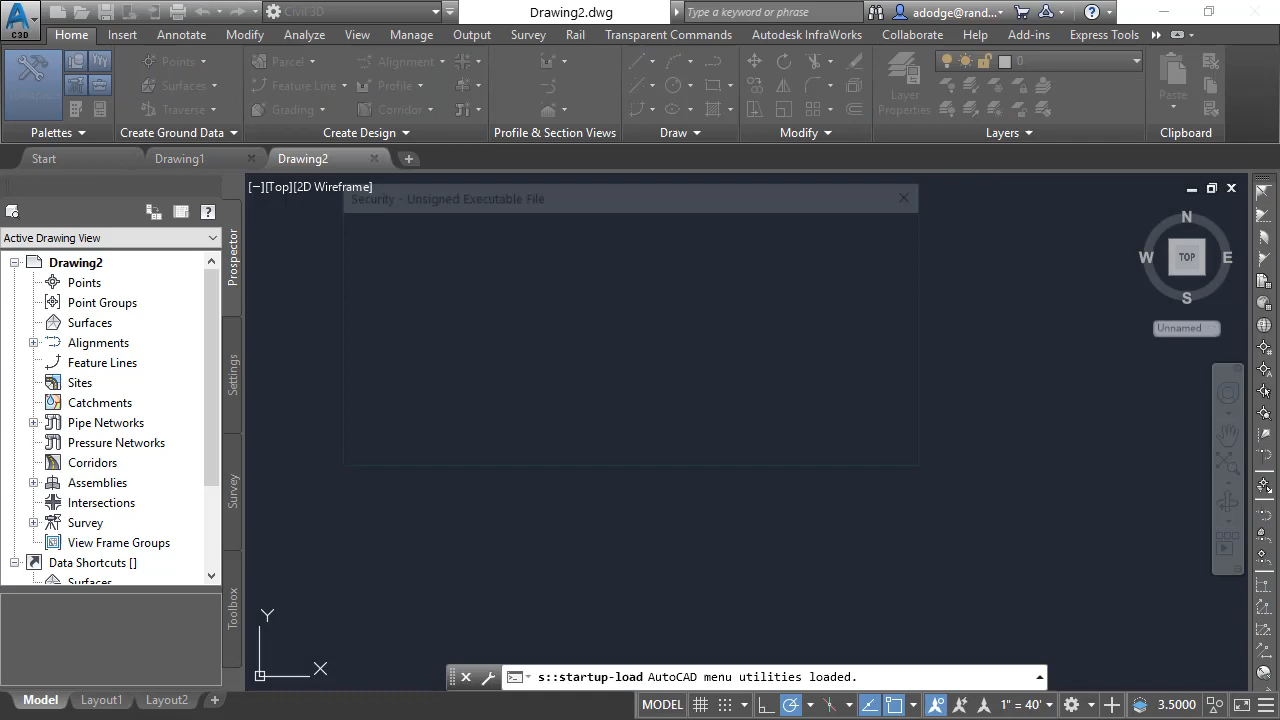 C3D
Civil 3D
Drawing2.dwg
Type a keyword or phrase
adodge@rand...
Home Insert Annotate Modify Analyze View Manage Output Survey Rail Transparent Commands Autodesk InfraWorks Collaborate Help Add-ins Express Tools
Points
Surfaces
Traverse
Parcel
Feature Line
Grading
Alignment
Profile
Corridor
Layer
Properties
0
Paste
Palettes
Create Ground Data
Create Design
Profile & Section Views
Draw
Modify
Layers
Clipboard
Start
Drawing1
Drawing2
[−][Top][2D Wireframe]
Security - Unsigned Executable File
Active Drawing View
Drawing2
Points
Point Groups
Surfaces
Alignments
Feature Lines
Sites
Catchments
Pipe Networks
Pressure Networks
Corridors
Assemblies
Intersections
Survey
View Frame Groups
Data Shortcuts []
Surfaces
Prospector
Settings
Survey
Toolbox
N
W
TOP
E
S
Unnamed
Y
X
s::startup-load AutoCAD menu utilities loaded.
Model
Layout1
Layout2
MODEL
1" = 40'
3.5000